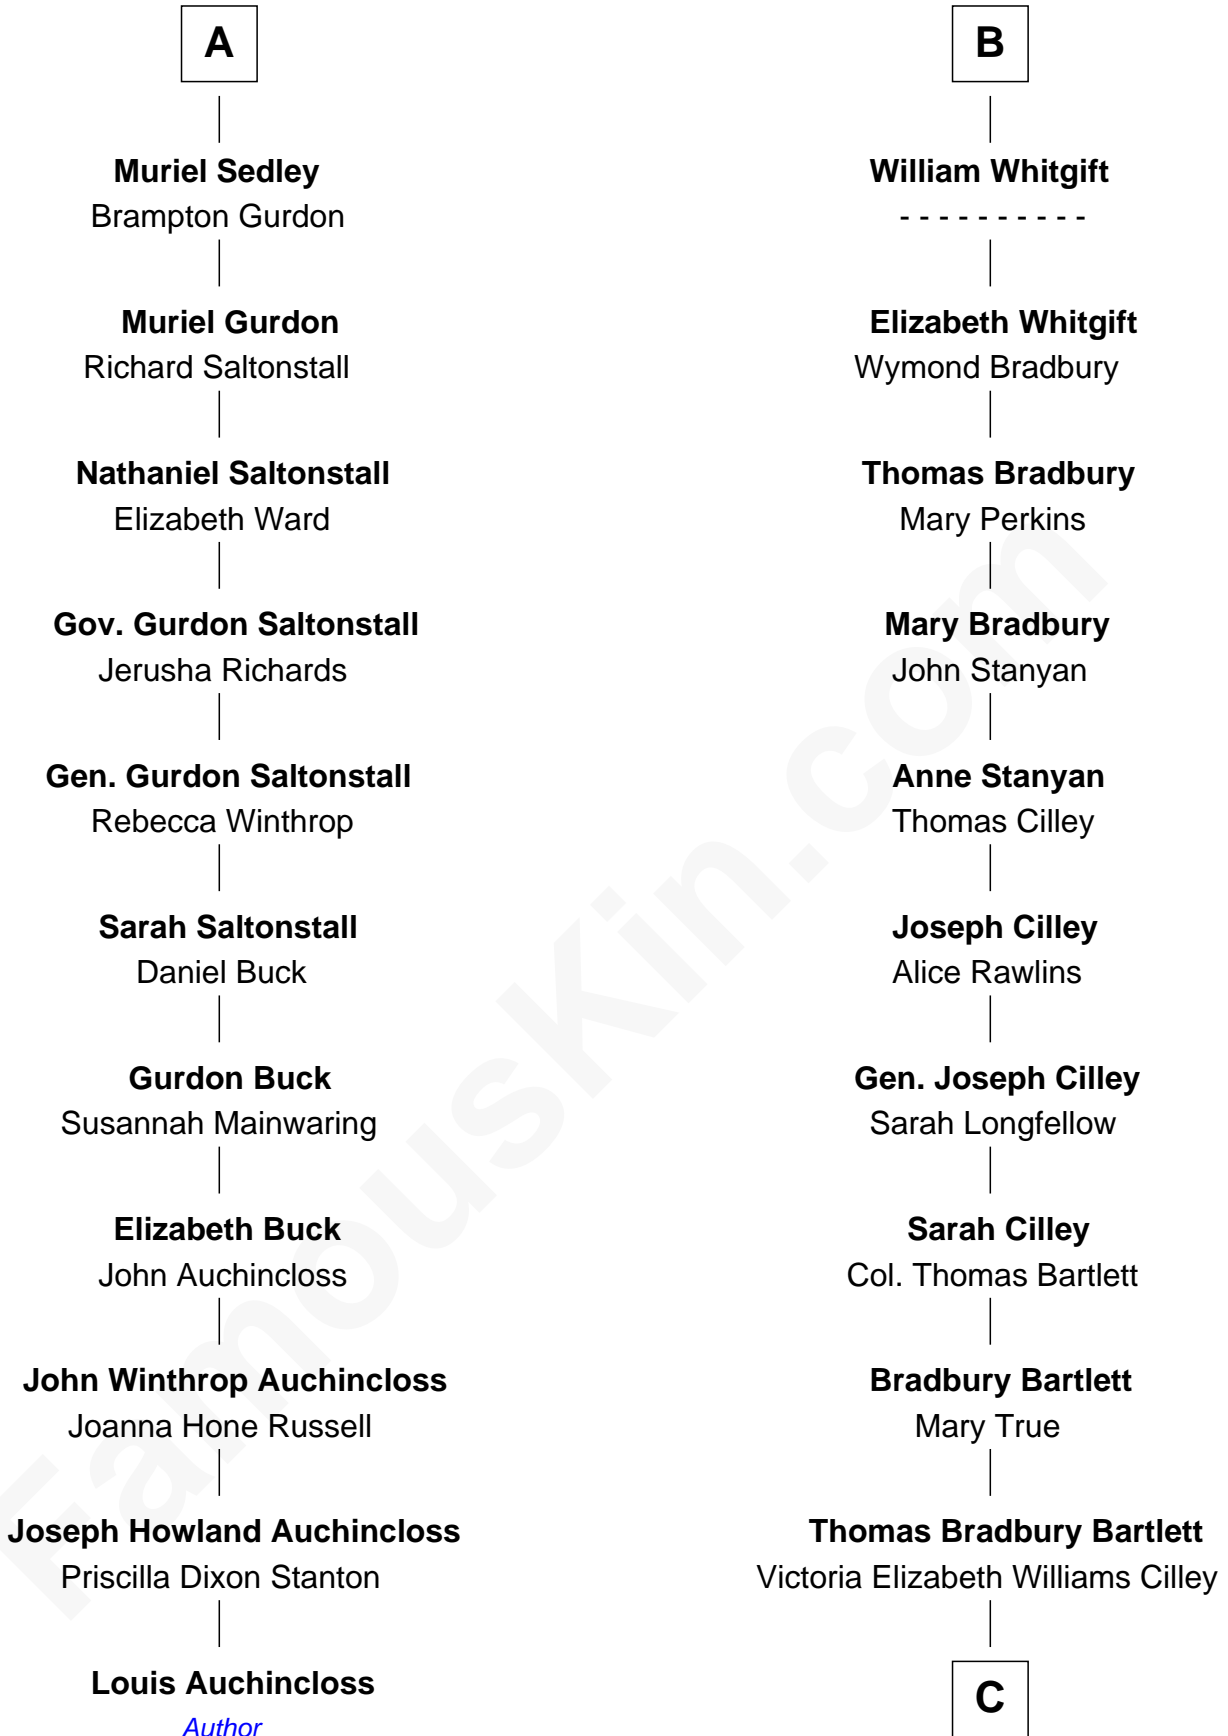 A
Muriel Sedley
Brampton Gurdon
Muriel Gurdon
Richard Saltonstall
Nathaniel Saltonstall
Elizabeth Ward
Gov. Gurdon Saltonstall
Jerusha Richards
Gen. Gurdon Saltonstall
Rebecca Winthrop
Sarah Saltonstall
Daniel Buck
Gurdon Buck
Susannah Mainwaring
Elizabeth Buck
John Auchincloss
John Winthrop Auchincloss
Joanna Hone Russell
Joseph Howland Auchincloss
Priscilla Dixon Stanton
Louis Auchincloss
Author
B
William Whitgift
- - - - - - - - - -
Elizabeth Whitgift
Wymond Bradbury
Thomas Bradbury
Mary Perkins
Mary Bradbury
John Stanyan
Anne Stanyan
Thomas Cilley
Joseph Cilley
Alice Rawlins
Gen. Joseph Cilley
Sarah Longfellow
Sarah Cilley
Col. Thomas Bartlett
Bradbury Bartlett
Mary True
Thomas Bradbury Bartlett
Victoria Elizabeth Williams Cilley
C
FamousKin.com